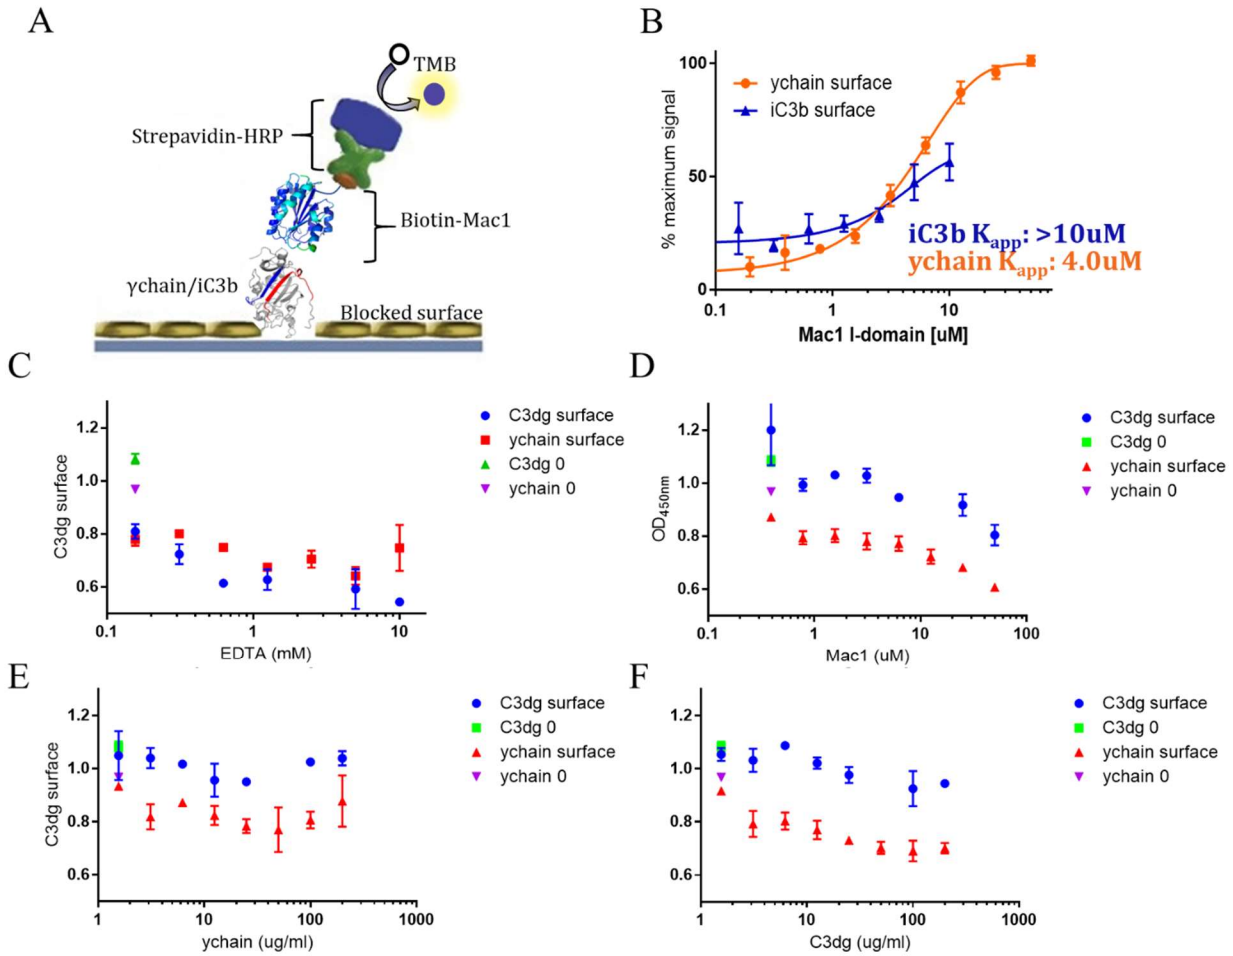 A
TMB
Strepavidin-HRP
Biotin-Mac1
γchain/iC3b
Blocked surface
B
% maximum signal
100
50
0
ychain surface
iC3b surface
iC3b Kapp: >10uM
ychain Kapp: 4.0uM
0.1
1
10
Mac1 I-domain [uM]
C
C3dg surface
1.2
1.0
0.8
0.6
0.1
1
10
EDTA (mM)
C3dg surface
ychain surface
C3dg 0
ychain 0
D
OD450nm
1.2
1.0
0.8
0.6
0.1
1
10
100
Mac1 (uM)
C3dg surface
C3dg 0
ychain surface
ychain 0
E
C3dg surface
1.2
1.0
0.8
0.6
1
10
100
1000
ychain (ug/ml)
C3dg surface
C3dg 0
ychain surface
ychain 0
F
1.2
1.0
0.8
0.6
1
10
100
1000
C3dg (ug/ml)
C3dg surface
C3dg 0
ychain surface
ychain 0